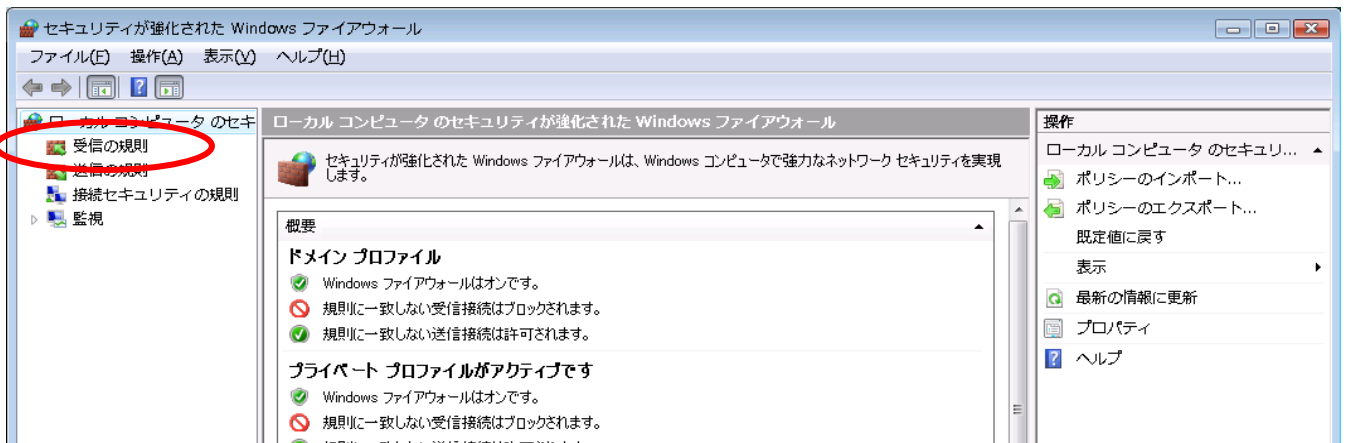 セキュリティが強化された Windows ファイアウォール
ファイル(F) 操作(A) 表示(V) ヘルプ(H)
ローカル コンピュータ のセキ
受信の規則
送信の規則
接続セキュリティの規則
監視
ローカル コンピュータ のセキュリティが強化された Windows ファイアウォール
セキュリティが強化された Windows ファイアウォールは、Windows コンピュータで強力なネットワーク セキュリティを実現
します。
概要
ドメイン プロファイル
Windows ファイアウォールはオンです。
規則に一致しない受信接続はブロックされます。
規則に一致しない送信接続は許可されます。
プライベート プロファイルがアクティブです
Windows ファイアウォールはオンです。
規則に一致しない受信接続はブロックされます。
操作
ローカル コンピュータ のセキュリ...
ポリシーのインポート...
ポリシーのエクスポート...
既定値に戻す
表示
最新の情報に更新
プロパティ
ヘルプ